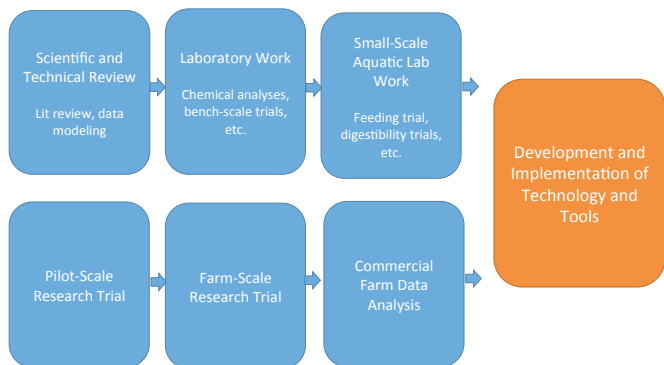 Scientific and
Technical Review
Lit review, data
modeling
Laboratory Work
Chemical analyses,
bench-scale trials,
etc.
Small-Scale
Aquatic Lab
Work
Feeding trial,
digestibility trials,
etc.
Development and
Implementation of
Technology and
Tools
Pilot-Scale
Research Trial
Farm-Scale
Research Trial
Commercial
Farm Data
Analysis